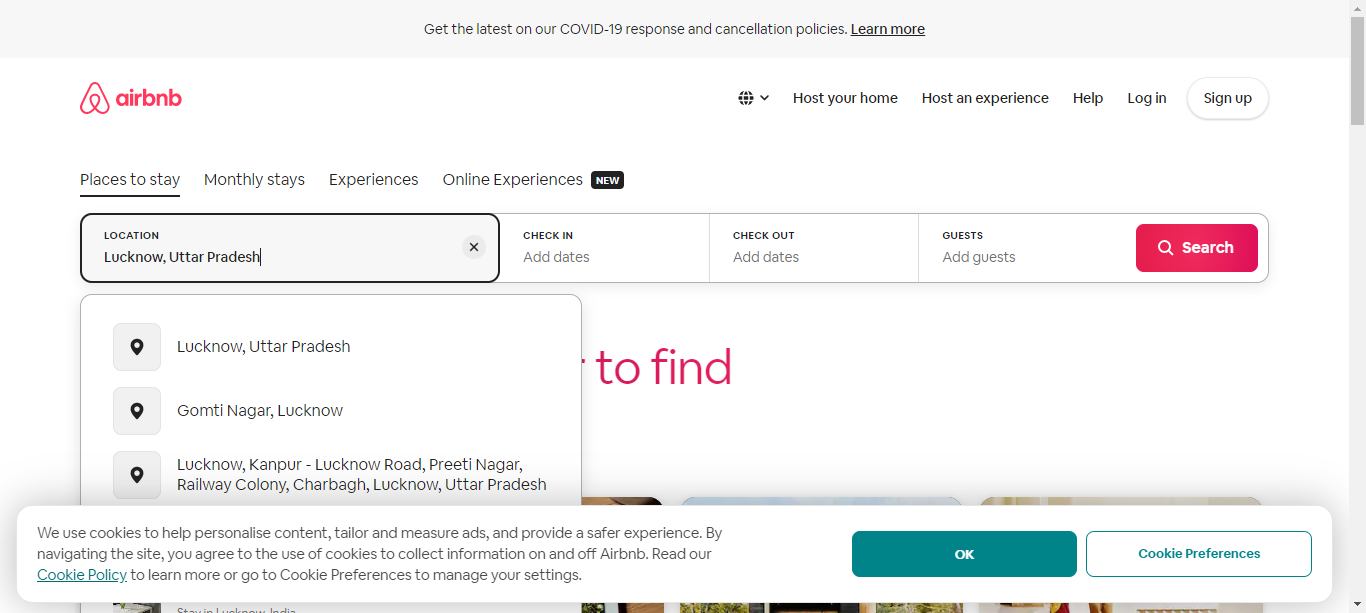 Get the latest on our COVID-19 response and cancellation policies. Learn more
airbnb
Host your home
Host an experience
Help
Log in
Sign up
Places to stay
Monthly stays
Experiences
Online Experiences
NEW
LOCATION
Lucknow, Uttar Pradesh
CHECK IN
Add dates
CHECK OUT
Add dates
GUESTS
Add guests
Search
Lucknow, Uttar Pradesh
Gomti Nagar, Lucknow
Lucknow, Kanpur - Lucknow Road, Preeti Nagar,
Railway Colony, Charbagh, Lucknow, Uttar Pradesh
to find
We use cookies to help personalise content, tailor and measure ads, and provide a safer experience. By
navigating the site, you agree to the use of cookies to collect information on and off Airbnb. Read our
Cookie Policy to learn more or go to Cookie Preferences to manage your settings.
OK
Cookie Preferences
Stay in Lucknow, India